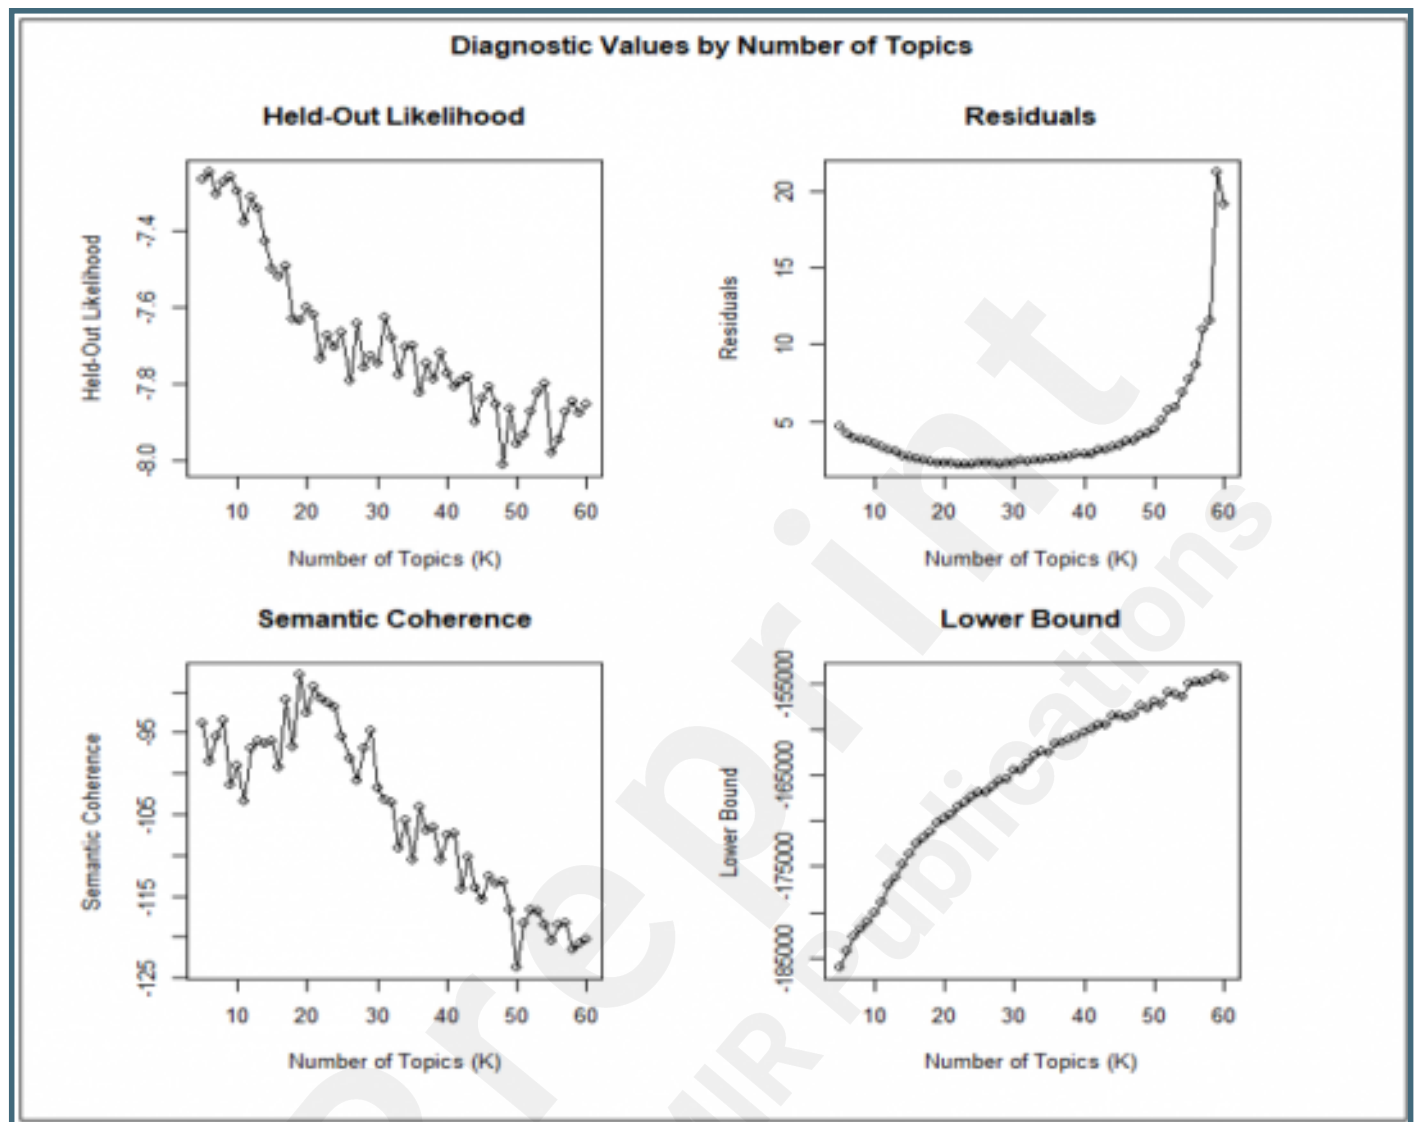 Diagnostic Values by Number of Topics
Held-Out Likelihood
Held-Out Likelihood
-7.4
-7.6
-7.8
-8.0
10 20 30 40 50 60
Number of Topics (K)
Residuals
Residuals
20
15
10
5
10 20 30 40 50 60
Number of Topics (K)
Semantic Coherence
Semantic Coherence
-95
-105
-115
-125
10 20 30 40 50 60
Number of Topics (K)
Lower Bound
Lower Bound
-155000
-165000
-175000
-185000
10 20 30 40 50 60
Number of Topics (K)
Preprint
MIR Publications